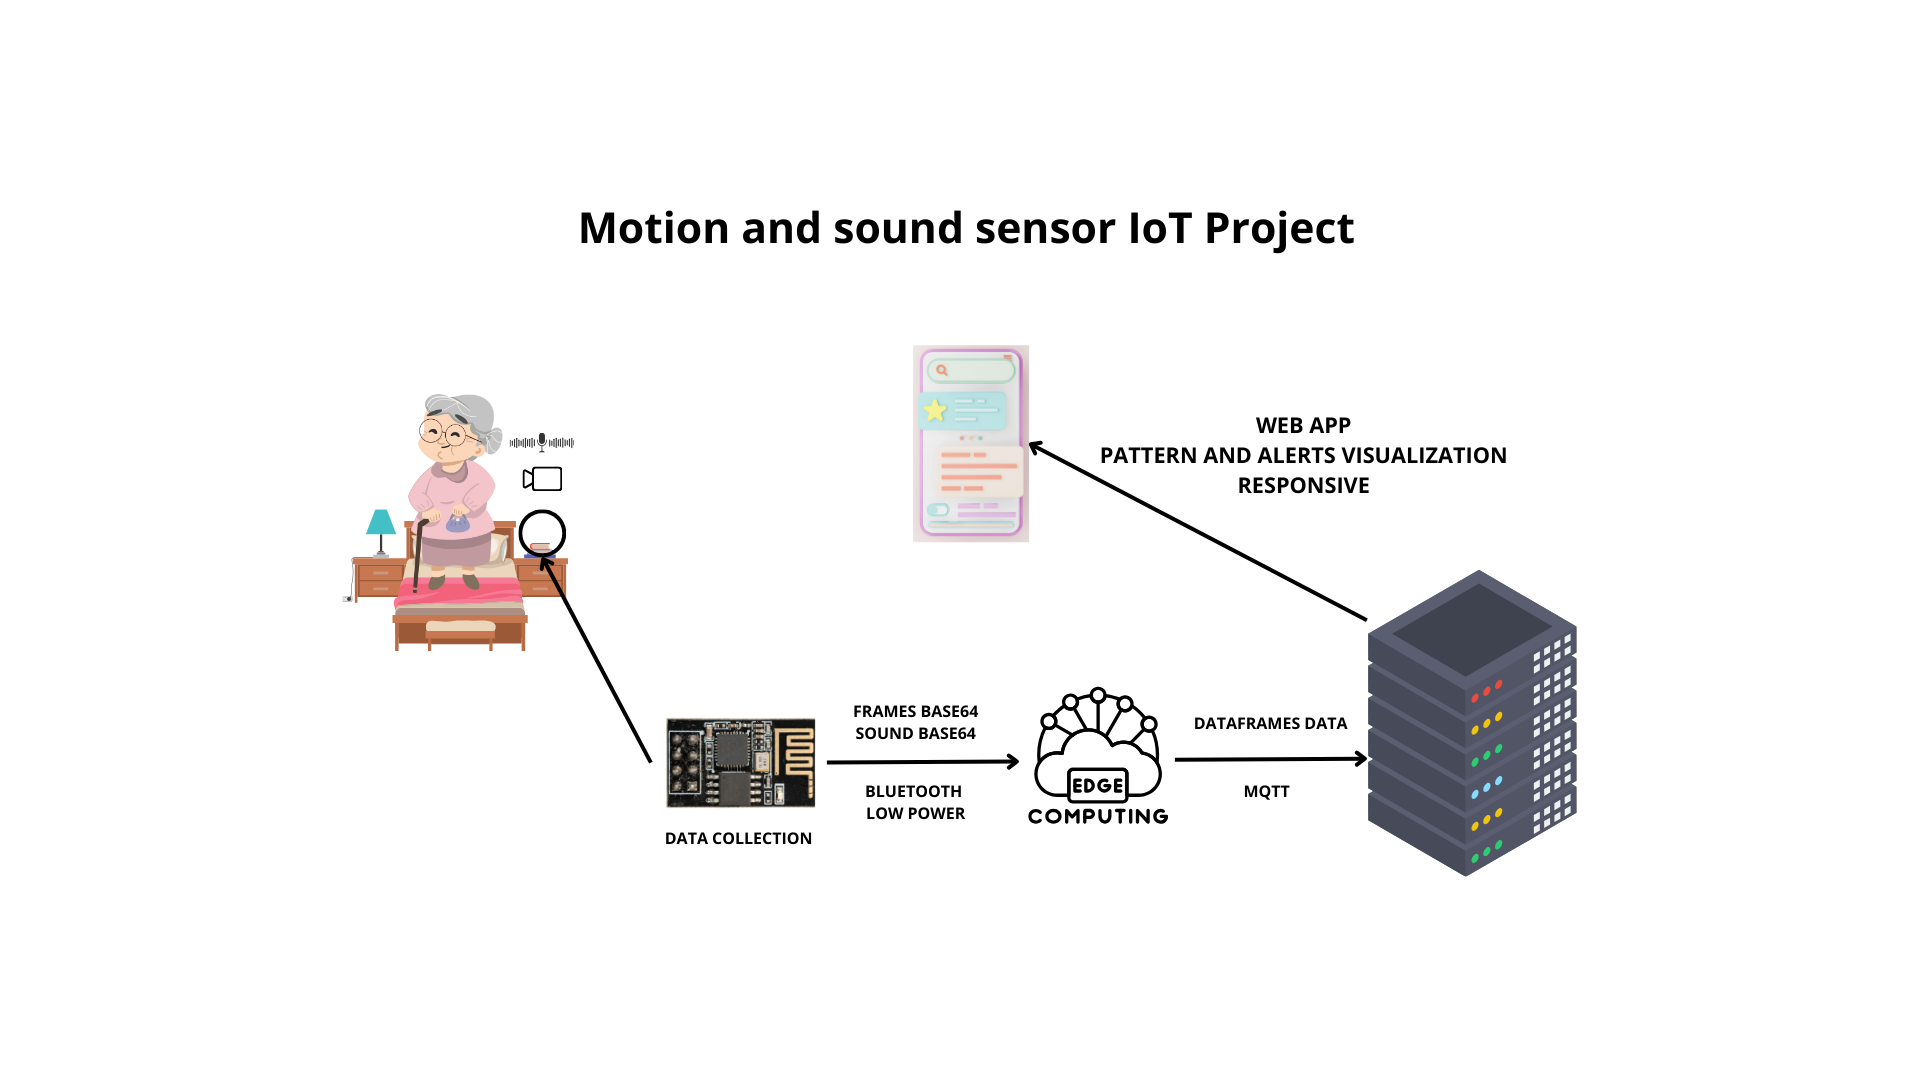 Motion and sound sensor IoT Project
WEB APP
PATTERN AND ALERTS VISUALIZATION
RESPONSIVE
FRAMES BASE64
SOUND BASE64
BLUETOOTH
LOW POWER
DATA COLLECTION
EDGE
COMPUTING
DATAFRAMES DATA
MQTT